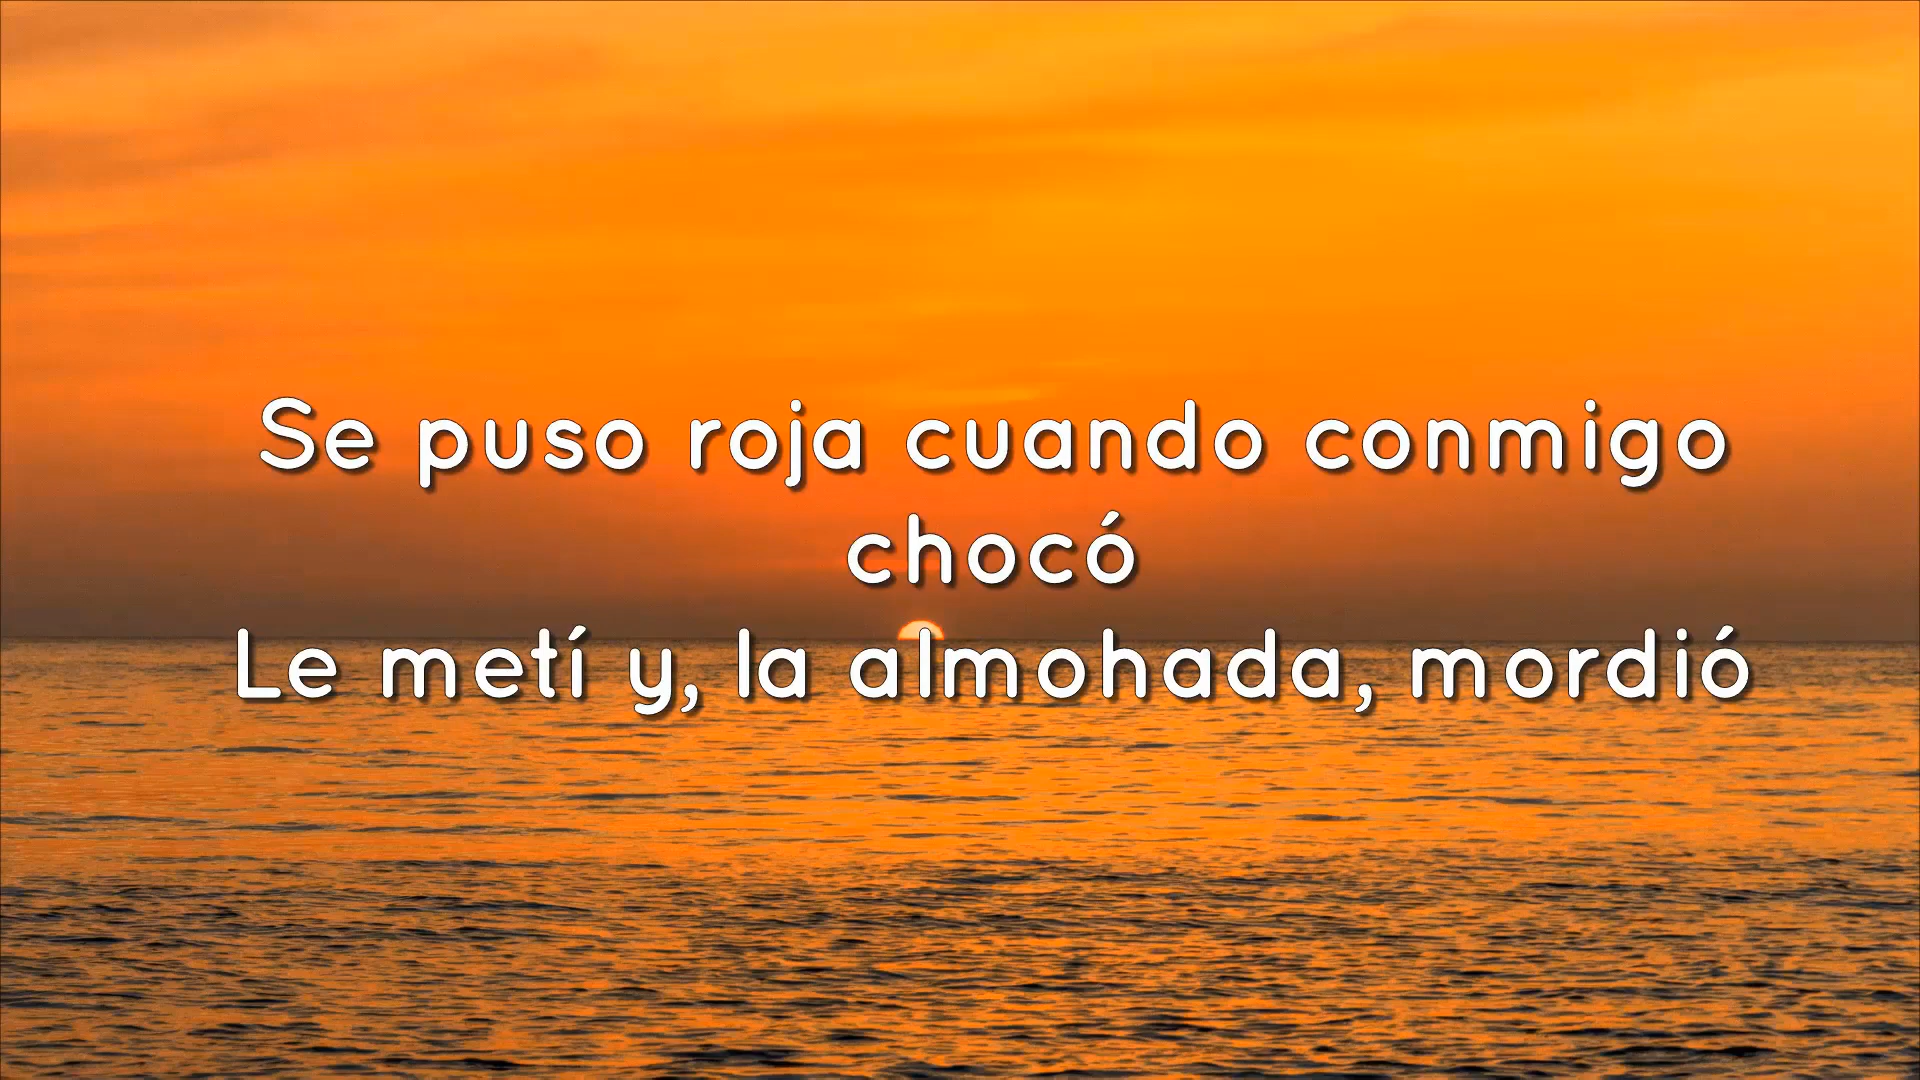 Se puso roja cuando conmigo
chocó
Le metí y, la almohada, mordió